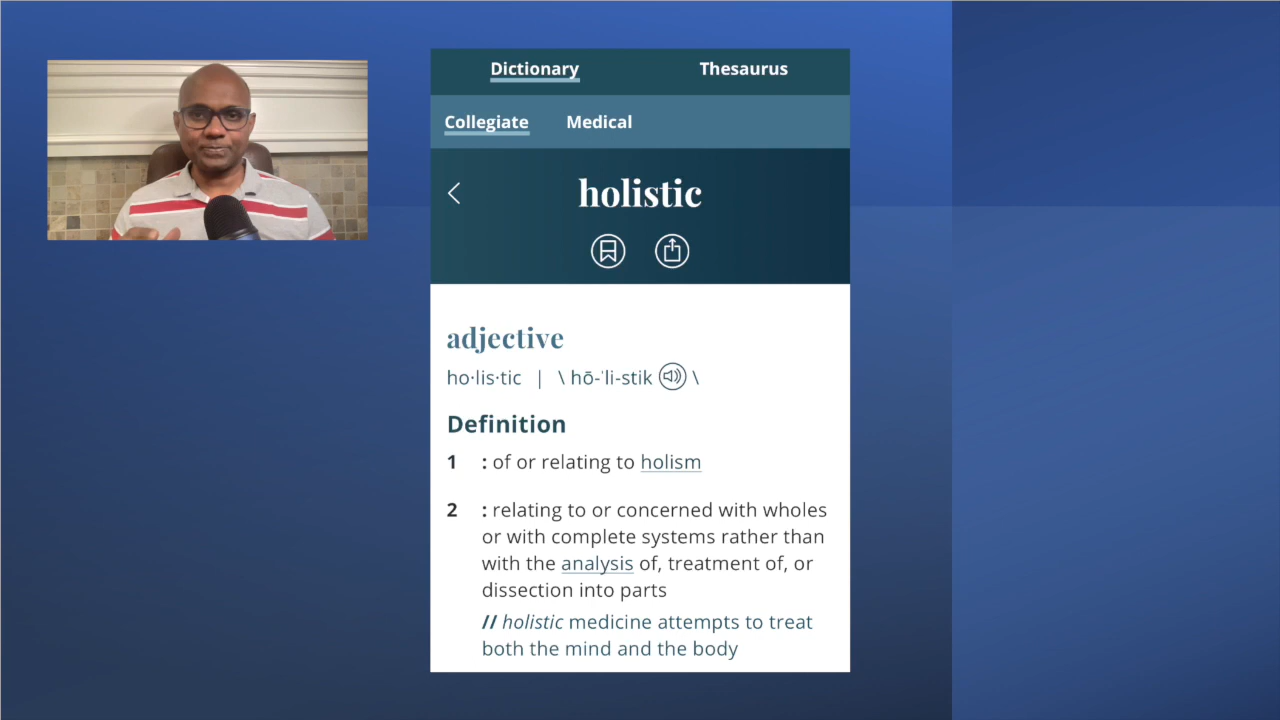 Dictionary Thesaurus
Collegiate Medical
holistic
adjective
ho·lis·tic | \ hō-ˈli-stik \
Definition
1 : of or relating to holism
2 : relating to or concerned with wholes
or with complete systems rather than
with the analysis of, treatment of, or
dissection into parts
// holistic medicine attempts to treat
both the mind and the body